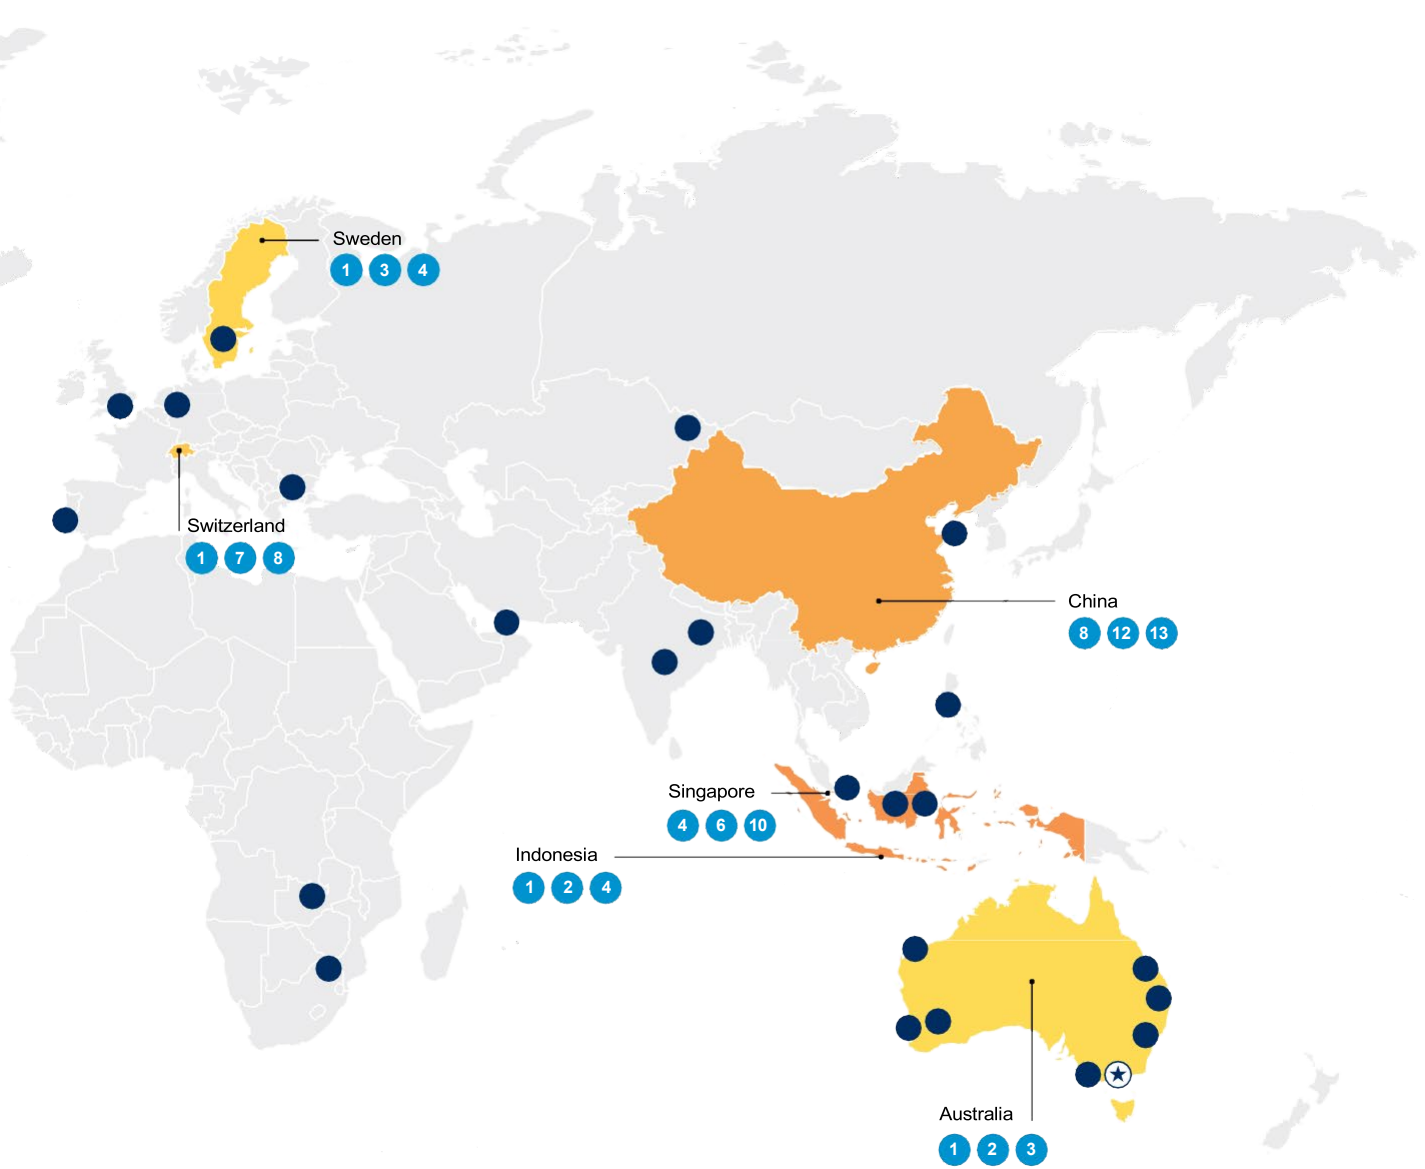 Sweden
1 3 4
Switzerland
1 7 8
China
8 12 13
Singapore
4 6 10
Indonesia
1 2 4
Australia
1 2 3